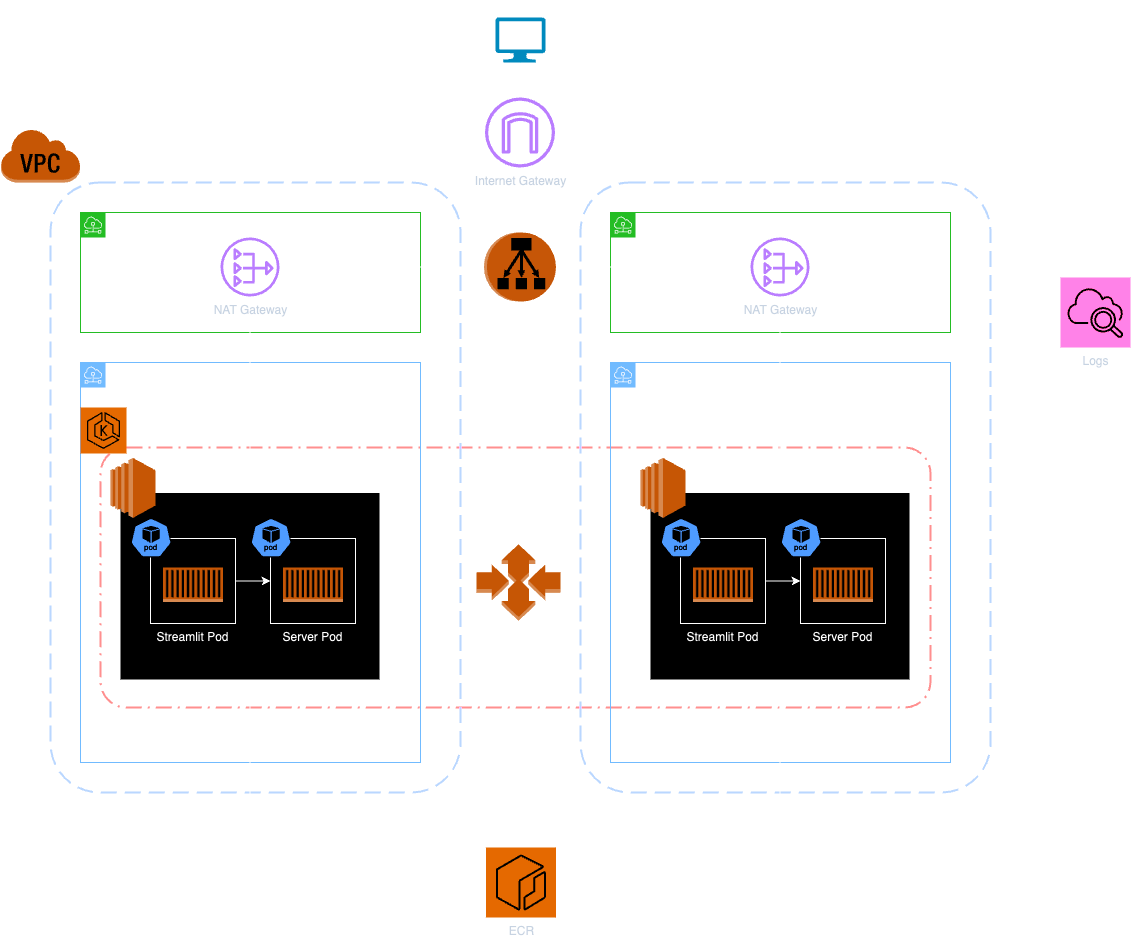 Internet Gateway
VPC
NAT Gateway
NAT Gateway
Logs
K
pod
pod
pod
pod
Streamlit Pod
Server Pod
Streamlit Pod
Server Pod
ECR